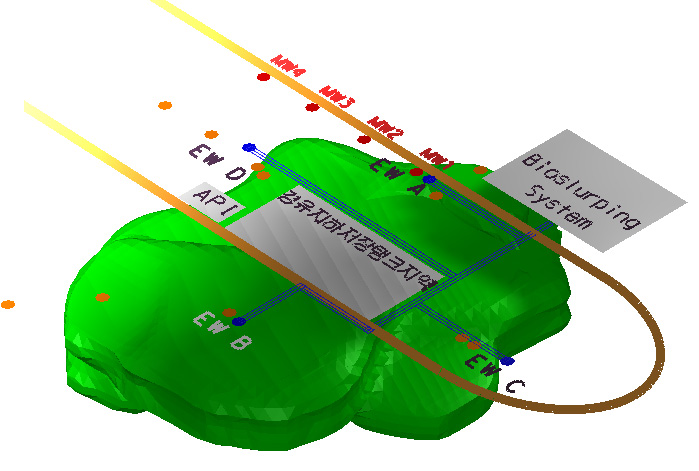 MW4
MW3
MW2
MW1
EW D
EW A
API
Bioslurping
System
EW B
EW C